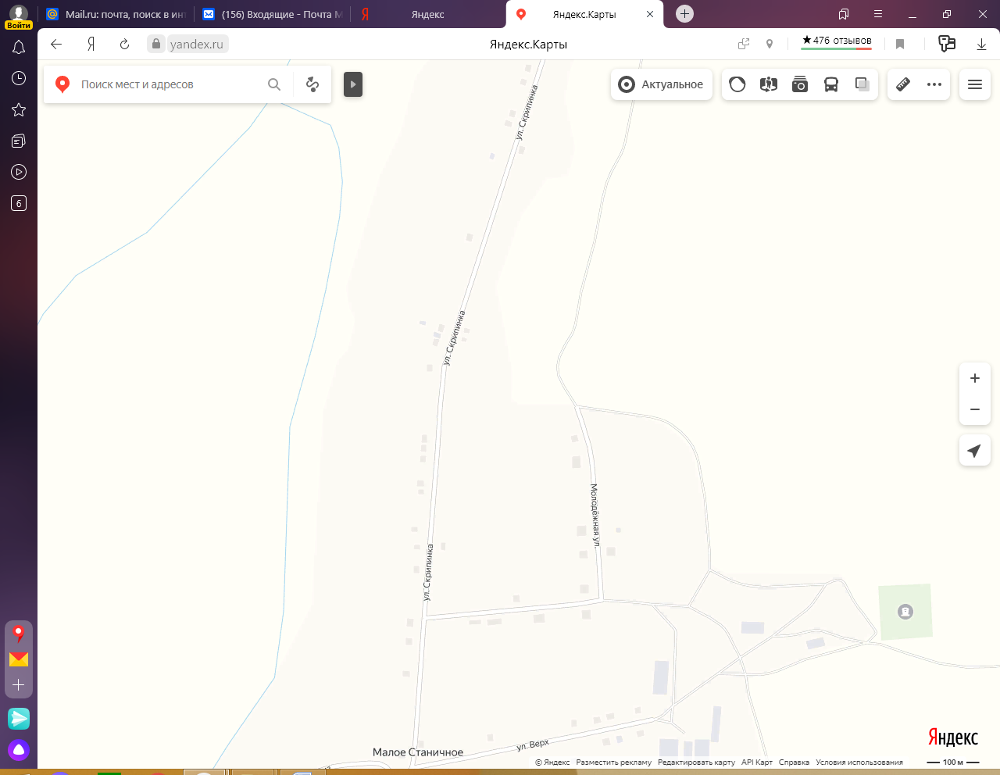 Войти
Mail.ru: почта, поиск в инт
(156) Входящие - Почта M
Яндекс
Яндекс.Карты
yandex.ru
Яндекс.Карты
★476 отзывов
6
Поиск мест и адресов
Актуальное
ул. Скрипинка
ул. Скрипинка
Молодёжная ул.
ул. Скрипинка
Малое Станичное
ул. Верх
Яндекс
© Яндекс Разместить рекламу Редактировать карту API Карт Справка Условия использования
100 м